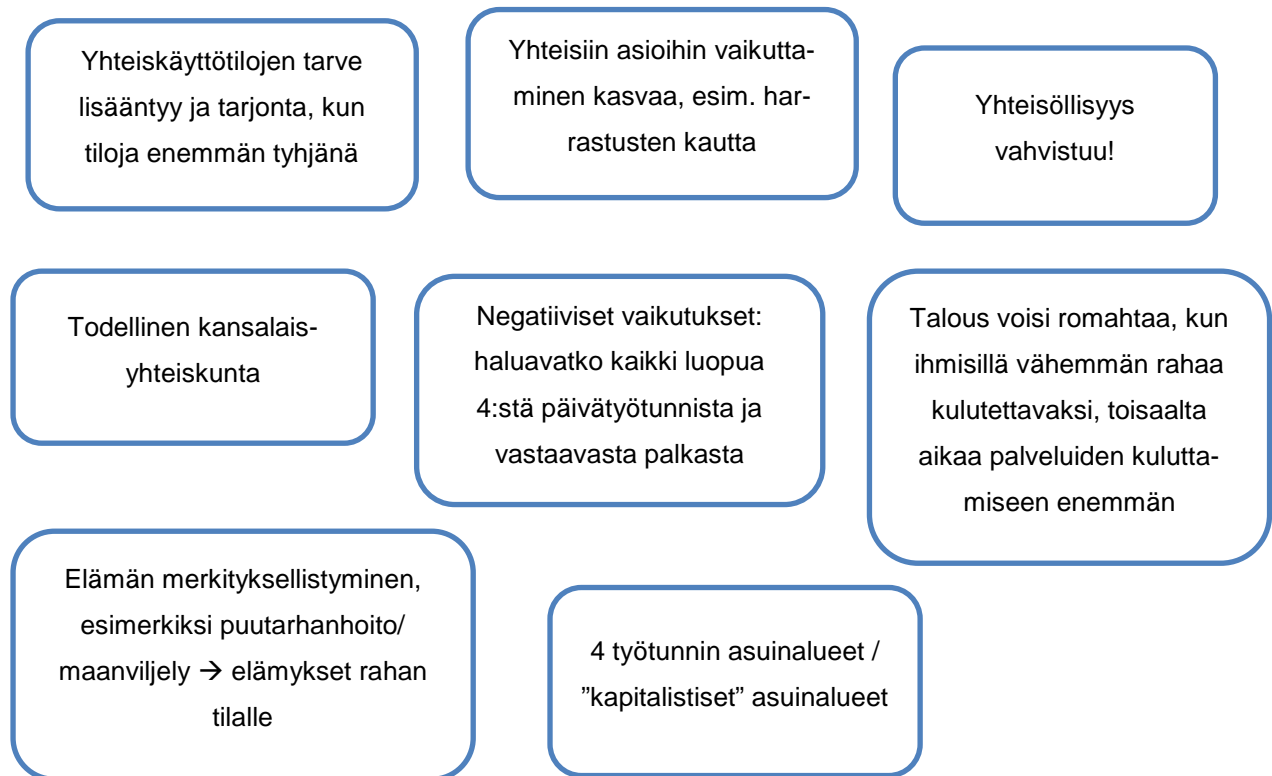 Yhteiskäyttötilojen tarve
lisääntyy ja tarjonta, kun
tiloja enemmän tyhjänä
Yhteisiin asioihin vaikutta-
minen kasvaa, esim. har-
rastusten kautta
Yhteisöllisyys
vahvistuu!
Todellinen kansalais-
yhteiskunta
Negatiiviset vaikutukset:
haluavatko kaikki luopua
4:stä päivätyötunnista ja
vastaavasta palkasta
Talous voisi romahtaa, kun
ihmisillä vähemmän rahaa
kulutettavaksi, toisaalta
aikaa palveluiden kulutta-
miseen enemmän
Elämän merkityksellistyminen,
esimerkiksi puutarhanhoito/
maanviljely → elämykset rahan
tilalle
4 työtunnin asuinalueet /
”kapitalistiset” asuinalueet